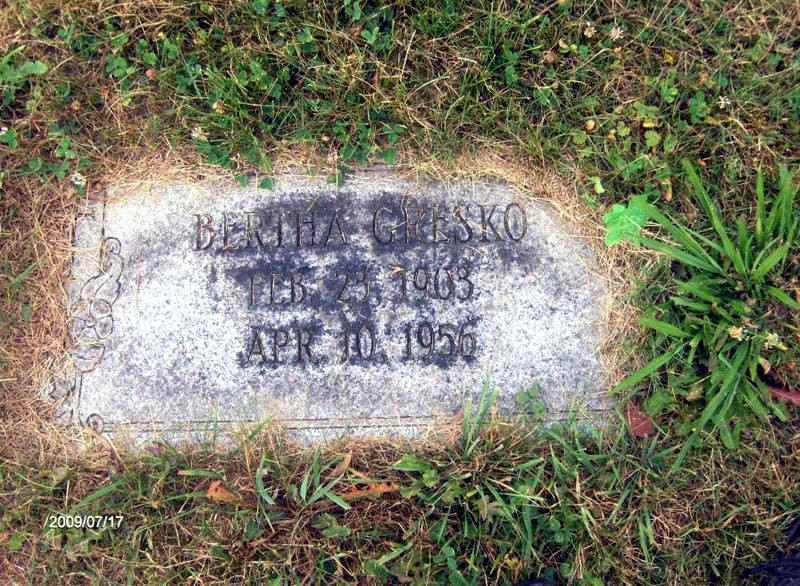 BERTHA GRESKO
FEB. 23, 1903
APR. 10, 1956
2009/07/17